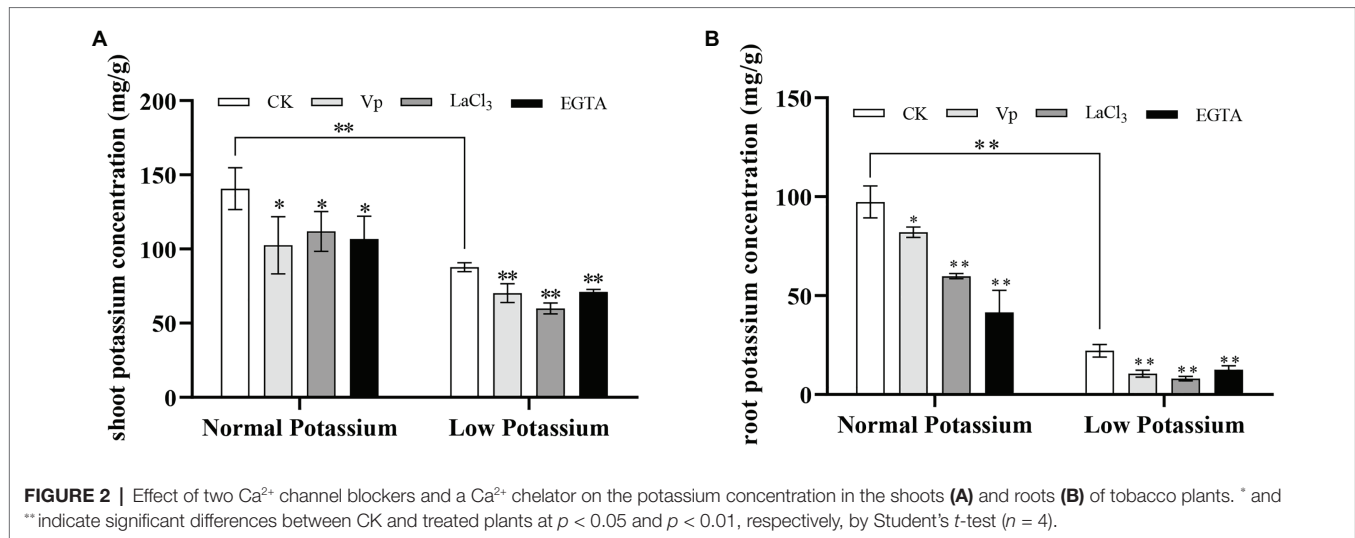 A
shoot potassium concentration (mg/g)
200
150
100
50
0
CK Vp LaCl₃ EGTA
**
* * *
** ** **
Normal Potassium Low Potassium
B
root potassium concentration (mg/g)
150
100
50
0
CK Vp LaCl₃ EGTA
**
* ** **
** ** **
Normal Potassium Low Potassium
FIGURE 2 | Effect of two Ca²⁺ channel blockers and a Ca²⁺ chelator on the potassium concentration in the shoots (A) and roots (B) of tobacco plants. * and
** indicate significant differences between CK and treated plants at p < 0.05 and p < 0.01, respectively, by Student’s t-test (n = 4).